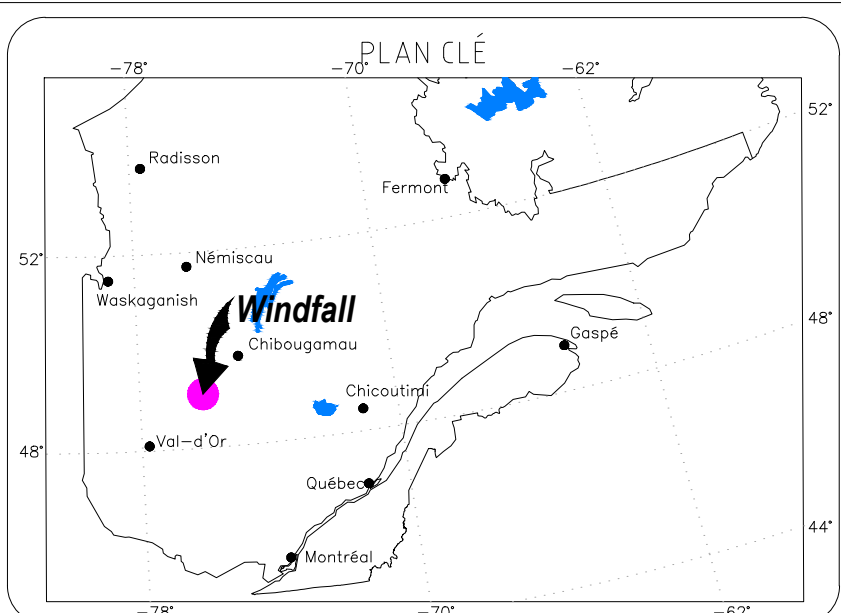 PLAN CLÉ
-78°
-70°
-62°
52°
Radisson
Fermont
52°
Némiscau
Waskaganish
Windfall
Chibougamau
Gaspé
48°
Chicoutimi
Val-d'Or
48°
Québec
Montréal
44°
-78°
-70°
-62°